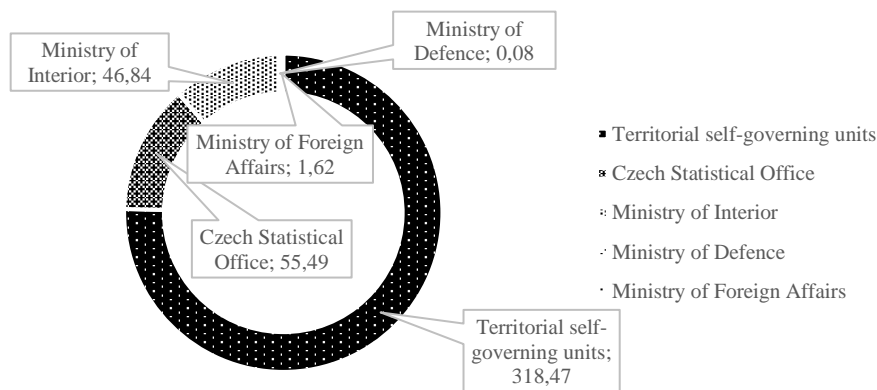 Ministry of
Interior; 46,84
Ministry of
Defence; 0,08
Ministry of Foreign
Affairs; 1,62
Czech Statistical
Office; 55,49
Territorial self-
governing units;
318,47
Territorial self-governing units
Czech Statistical Office
Ministry of Interior
Ministry of Defence
Ministry of Foreign Affairs